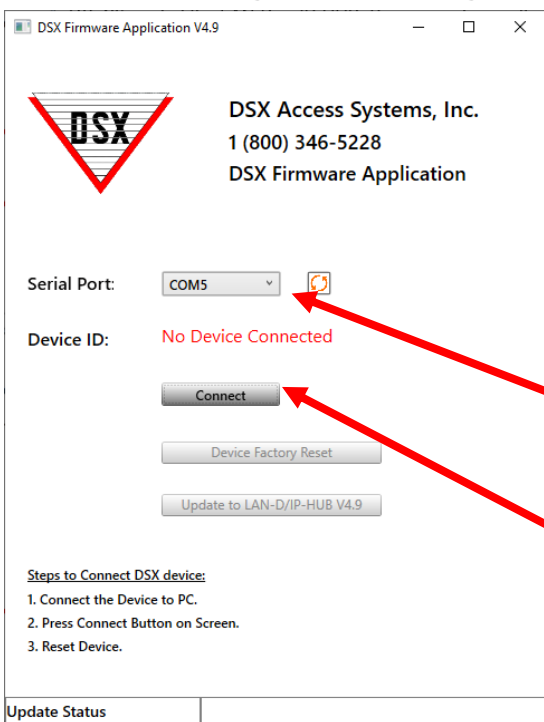 DSX Firmware Application V4.9
DSX
DSX Access Systems, Inc.
1 (800) 346-5228
DSX Firmware Application
Serial Port:
COM5
Device ID:
No Device Connected
Connect
Device Factory Reset
Update to LAN-D/IP-HUB V4.9
Steps to Connect DSX device:
1. Connect the Device to PC.
2. Press Connect Button on Screen.
3. Reset Device.
Update Status